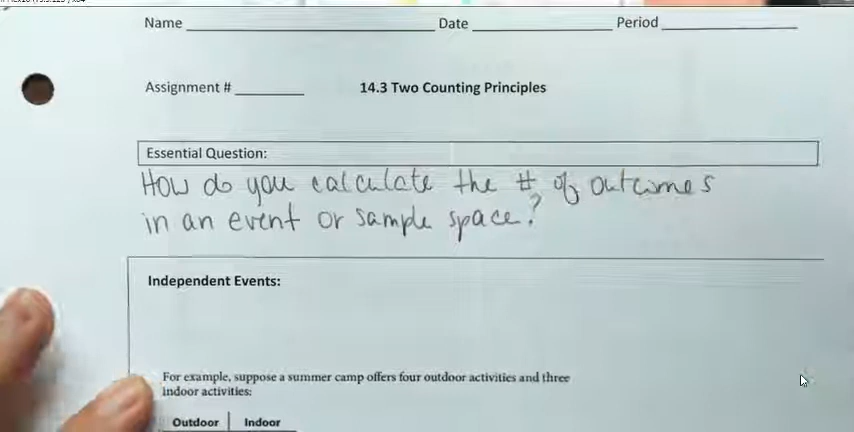 Name Date Period
Assignment # 14.3 Two Counting Principles
Essential Question:
How do you calculate the # of outcomes
in an event or sample space?
Independent Events:
For example, suppose a summer camp offers four outdoor activities and three
indoor activities:
Outdoor Indoor